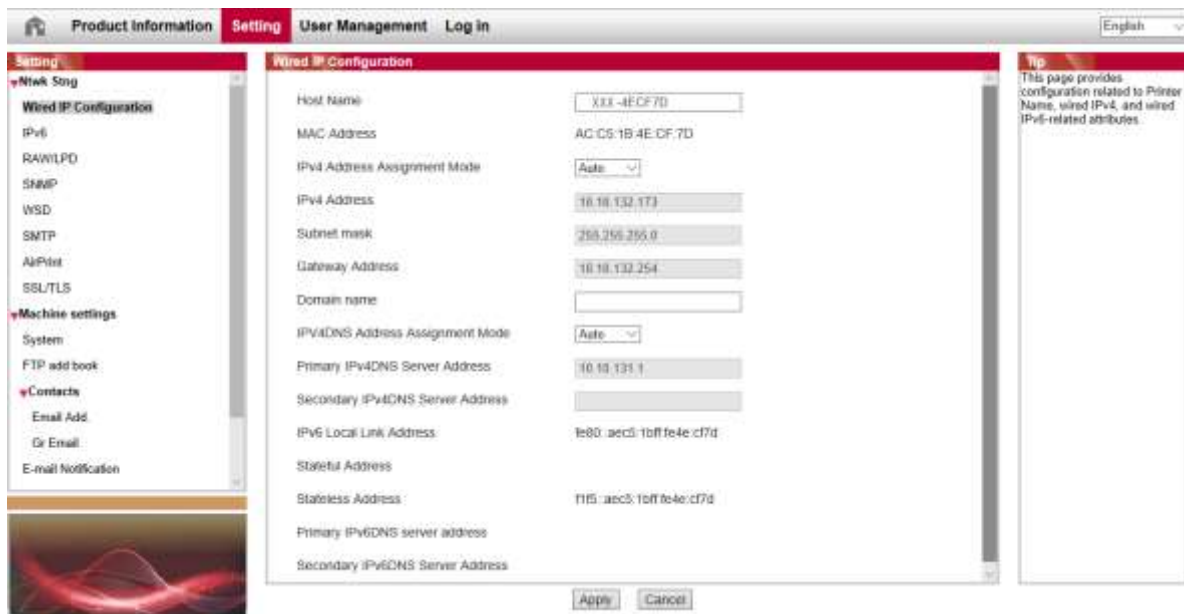 Product Information Setting User Management Log in English
Setting
Ntwk Stng
Wired IP Configuration
IPv6
RAW/LPD
SNMP
WSD
SMTP
AirPrint
SSL/TLS
Machine settings
System
FTP add book
Contacts
Email Add.
Gr Email
E-mail Notification
Wired IP Configuration
Host Name XXX -4ECF7D
MAC Address AC:C5:1B:4E:CF:7D
IPv4 Address Assignment Mode Auto
IPv4 Address 10.10.132.173
Subnet mask 255.255.255.0
Gateway Address 10.10.132.254
Domain name
IPV4DNS Address Assignment Mode Auto
Primary IPv4DNS Server Address 10.10.131.1
Secondary IPv4DNS Server Address
IPv6 Local Link Address fe80::aec5:1bff:fe4e:cf7d
Stateful Address
Stateless Address f1f5::aec5:1bff:fe4e:cf7d
Primary IPv6DNS server address
Secondary IPv6DNS Server Address
Apply Cancel
Tip
This page provides
configuration related to Printer
Name, wired IPv4, and wired
IPv6-related attributes.